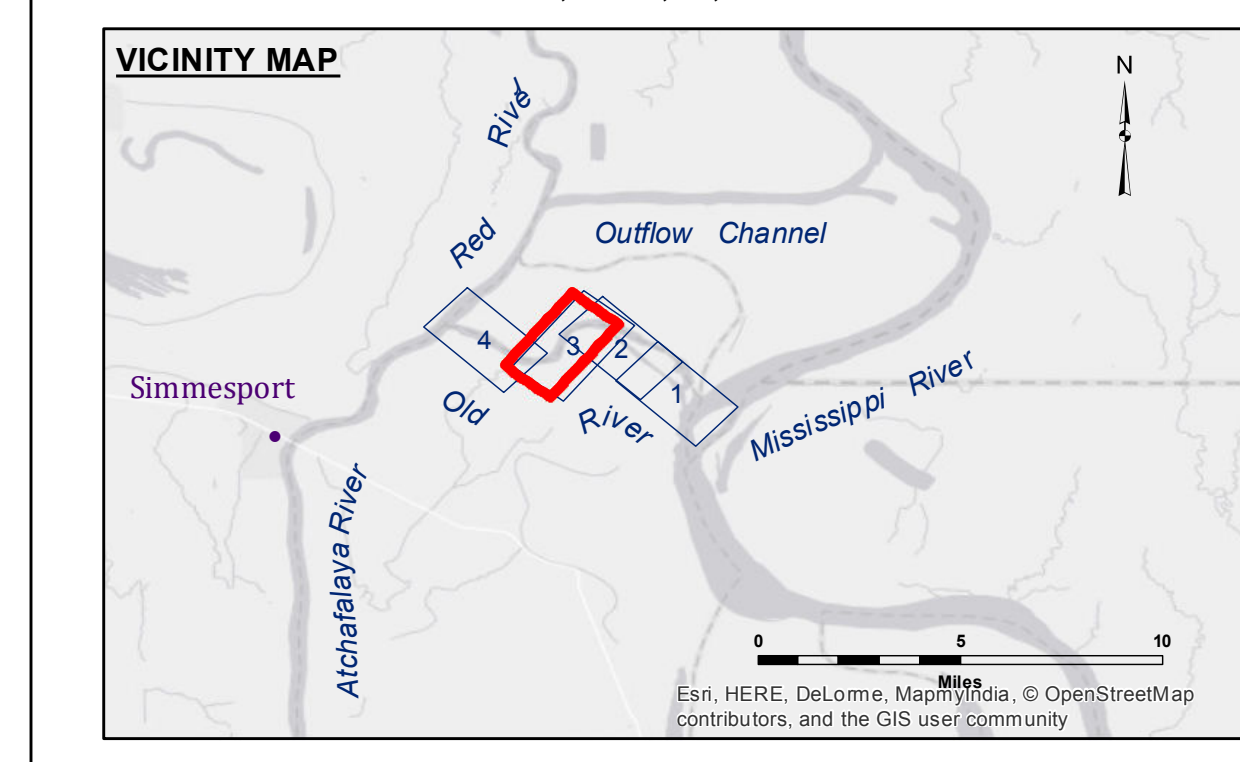 VICINITY MAP
N
Red River
Outflow Channel
4
3
2
1
Simmesport
Old River
Mississippi River
Atchafalaya River
0 5 10
Miles
Esri, HERE, DeLorme, MapmyIndia, © OpenStreetMap
contributors, and the GIS user community